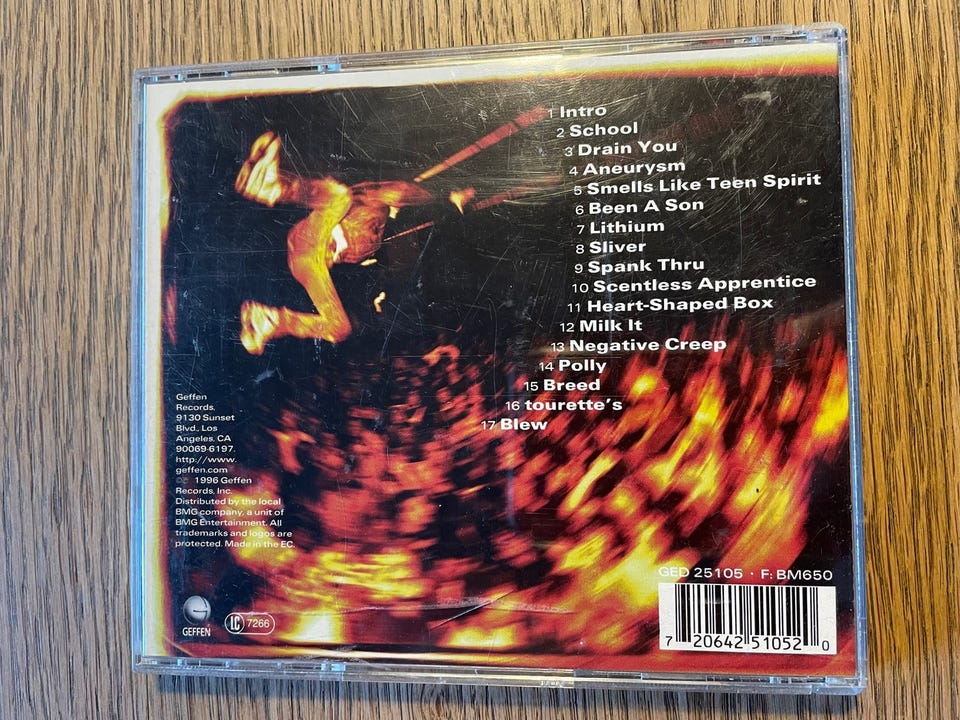 1 Intro
2 School
3 Drain You
4 Aneurysm
5 Smells Like Teen Spirit
6 Been A Son
7 Lithium
8 Sliver
9 Spank Thru
10 Scentless Apprentice
11 Heart-Shaped Box
12 Milk It
13 Negative Creep
14 Polly
15 Breed
16 tourette's
17 Blew
Geffen
Records,
9130 Sunset
Blvd., Los
Angeles, CA
90069-6197.
http://www.
geffen.com
1996 Geffen
Records, Inc.
Distributed by the local
BMG company, a unit of
BMG Entertainment. All
trademarks and logos are
protected. Made in the EC.
GEFFEN
LC 7266
GED 25105 · F: BM650
7 20642 51052 0